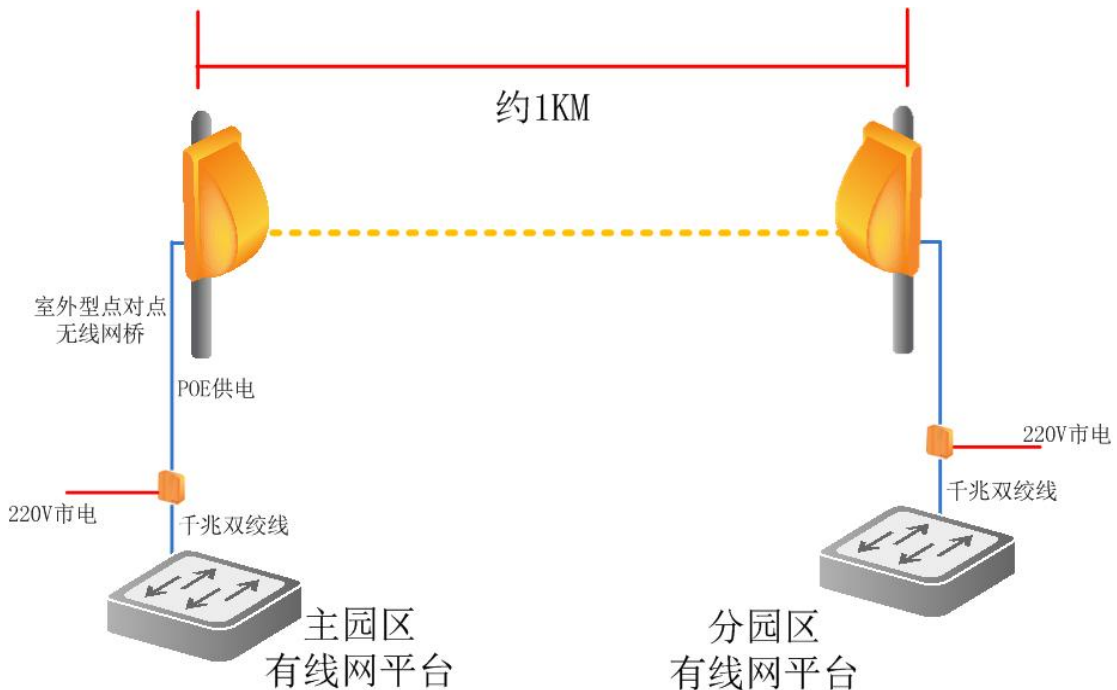 约1KM
室外型点对点
无线网桥
POE供电
220V市电
220V市电
千兆双绞线
千兆双绞线
主园区
有线网平台
分园区
有线网平台